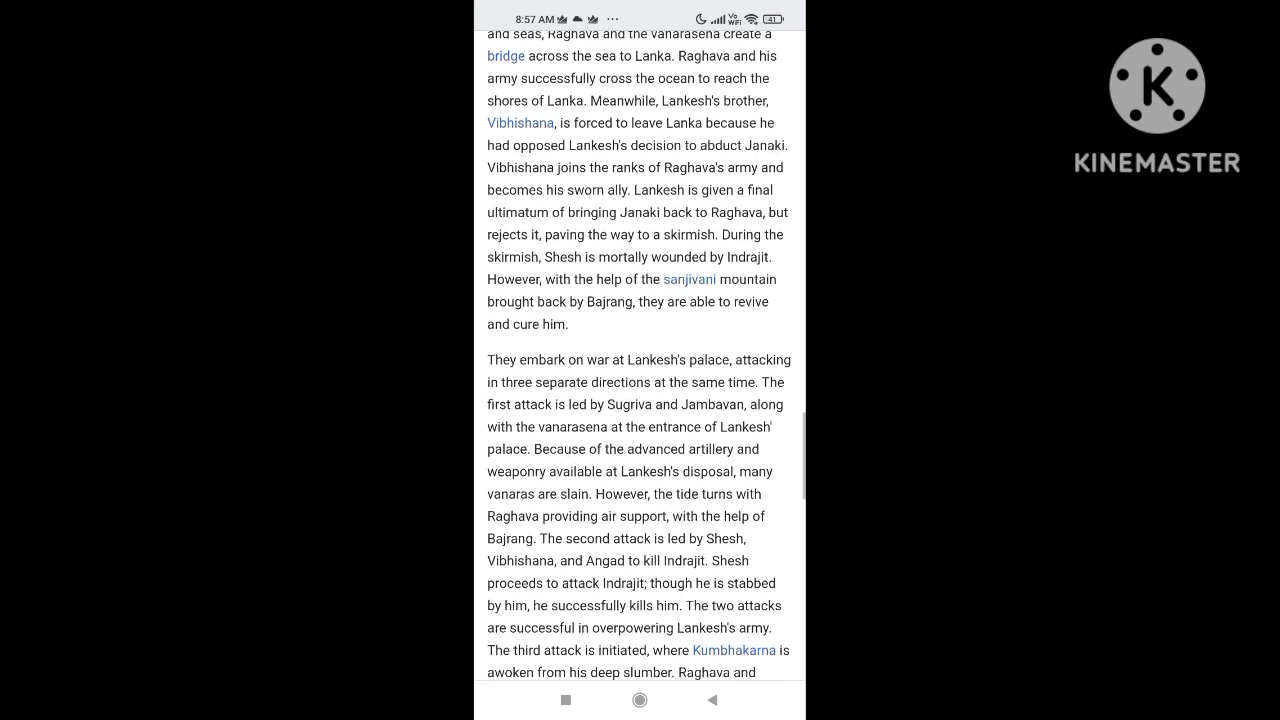 8:57 AM
Vo
WiFi
41
and seas, Raghava and the vanarasena create a
bridge across the sea to Lanka. Raghava and his
army successfully cross the ocean to reach the
shores of Lanka. Meanwhile, Lankesh's brother,
Vibhishana, is forced to leave Lanka because he
had opposed Lankesh's decision to abduct Janaki.
Vibhishana joins the ranks of Raghava's army and
becomes his sworn ally. Lankesh is given a final
ultimatum of bringing Janaki back to Raghava, but
rejects it, paving the way to a skirmish. During the
skirmish, Shesh is mortally wounded by Indrajit.
However, with the help of the sanjivani mountain
brought back by Bajrang, they are able to revive
and cure him.
They embark on war at Lankesh's palace, attacking
in three separate directions at the same time. The
first attack is led by Sugriva and Jambavan, along
with the vanarasena at the entrance of Lankesh'
palace. Because of the advanced artillery and
weaponry available at Lankesh's disposal, many
vanaras are slain. However, the tide turns with
Raghava providing air support, with the help of
Bajrang. The second attack is led by Shesh,
Vibhishana, and Angad to kill Indrajit. Shesh
proceeds to attack Indrajit; though he is stabbed
by him, he successfully kills him. The two attacks
are successful in overpowering Lankesh's army.
The third attack is initiated, where Kumbhakarna is
awoken from his deep slumber. Raghava and
K
KINEMASTER